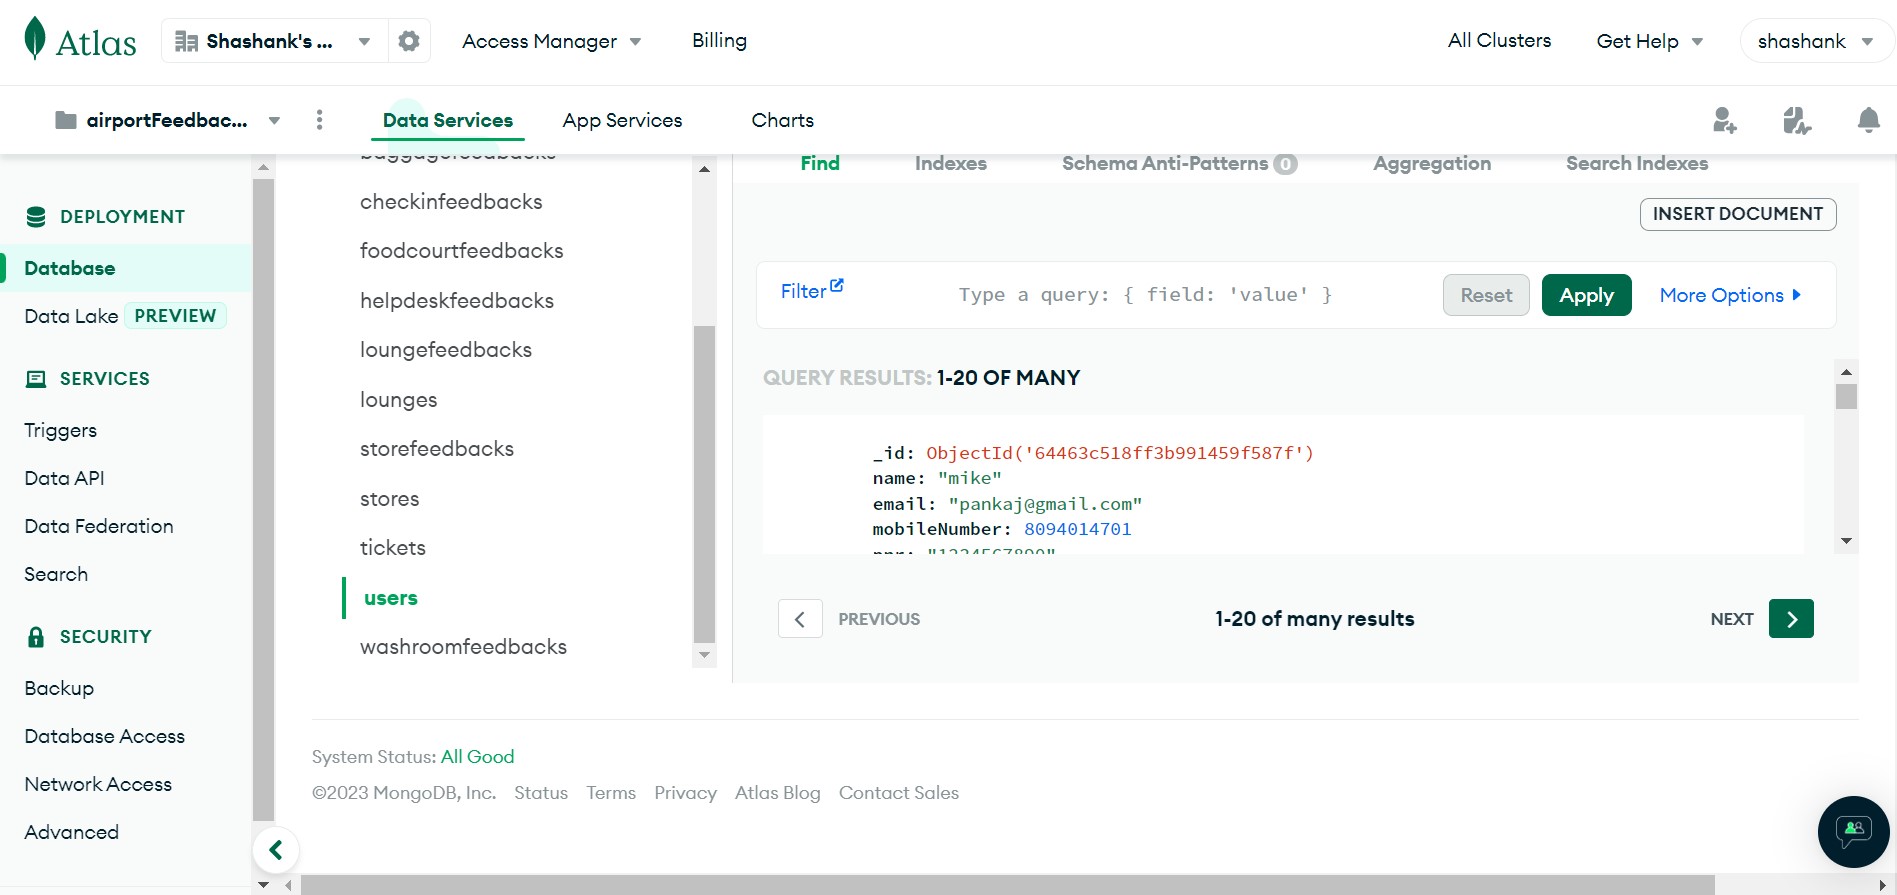 Atlas
Shashank's ...
Access Manager
Billing
All Clusters
Get Help
shashank
airportFeedbac...
Data Services
App Services
Charts
DEPLOYMENT
Database
Data Lake PREVIEW
SERVICES
Triggers
Data API
Data Federation
Search
SECURITY
Backup
Database Access
Network Access
Advanced
baggagefeedbacks
checkinfeedbacks
foodcourtfeedbacks
helpdeskfeedbacks
loungefeedbacks
lounges
storefeedbacks
stores
tickets
users
washroomfeedbacks
Find
Indexes
Schema Anti-Patterns 0
Aggregation
Search Indexes
INSERT DOCUMENT
Filter
Type a query: { field: 'value' }
Reset
Apply
More Options
QUERY RESULTS: 1-20 OF MANY
_id: ObjectId('64463c518ff3b991459f587f')
name: "mike"
email: "pankaj@gmail.com"
mobileNumber: 8094014701
pnr: "1234567890"
PREVIOUS
1-20 of many results
NEXT
System Status: All Good
©2023 MongoDB, Inc. Status Terms Privacy Atlas Blog Contact Sales